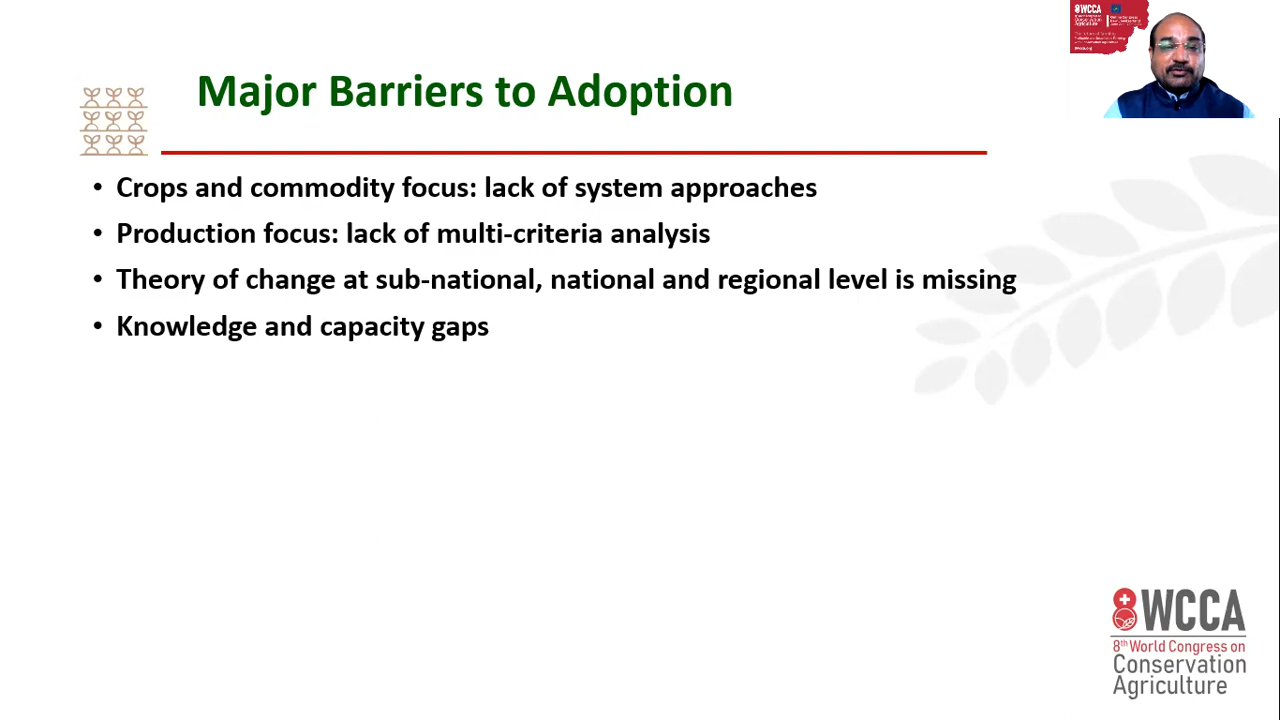 Major Barriers to Adoption
• Crops and commodity focus: lack of system approaches
• Production focus: lack of multi-criteria analysis
• Theory of change at sub-national, national and regional level is missing
• Knowledge and capacity gaps
8WCCA
8WCCA
8th World Congress on
Conservation
Agriculture